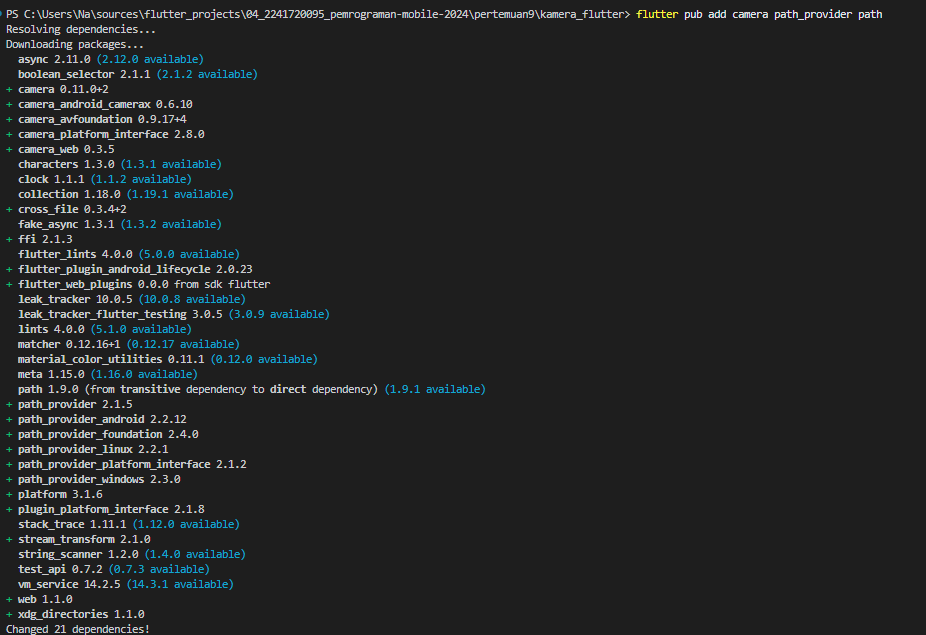 PS C:\Users\Na\sources\flutter_projects\04_2241720095_pemrograman-mobile-2024\pertemuan9\kamera_flutter> flutter pub add camera path_provider path
Resolving dependencies...
Downloading packages...
  async 2.11.0 (2.12.0 available)
  boolean_selector 2.1.1 (2.1.2 available)
+ camera 0.11.0+2
+ camera_android_camerax 0.6.10
+ camera_avfoundation 0.9.17+4
+ camera_platform_interface 2.8.0
+ camera_web 0.3.5
  characters 1.3.0 (1.3.1 available)
  clock 1.1.1 (1.1.2 available)
  collection 1.18.0 (1.19.1 available)
+ cross_file 0.3.4+2
  fake_async 1.3.1 (1.3.2 available)
+ ffi 2.1.3
  flutter_lints 4.0.0 (5.0.0 available)
+ flutter_plugin_android_lifecycle 2.0.23
+ flutter_web_plugins 0.0.0 from sdk flutter
  leak_tracker 10.0.5 (10.0.8 available)
  leak_tracker_flutter_testing 3.0.5 (3.0.9 available)
  lints 4.0.0 (5.1.0 available)
  matcher 0.12.16+1 (0.12.17 available)
  material_color_utilities 0.11.1 (0.12.0 available)
  meta 1.15.0 (1.16.0 available)
  path 1.9.0 (from transitive dependency to direct dependency) (1.9.1 available)
+ path_provider 2.1.5
+ path_provider_android 2.2.12
+ path_provider_foundation 2.4.0
+ path_provider_linux 2.2.1
+ path_provider_platform_interface 2.1.2
+ path_provider_windows 2.3.0
+ platform 3.1.6
+ plugin_platform_interface 2.1.8
  stack_trace 1.11.1 (1.12.0 available)
+ stream_transform 2.1.0
  string_scanner 1.2.0 (1.4.0 available)
  test_api 0.7.2 (0.7.3 available)
  vm_service 14.2.5 (14.3.1 available)
+ web 1.1.0
+ xdg_directories 1.1.0
Changed 21 dependencies!